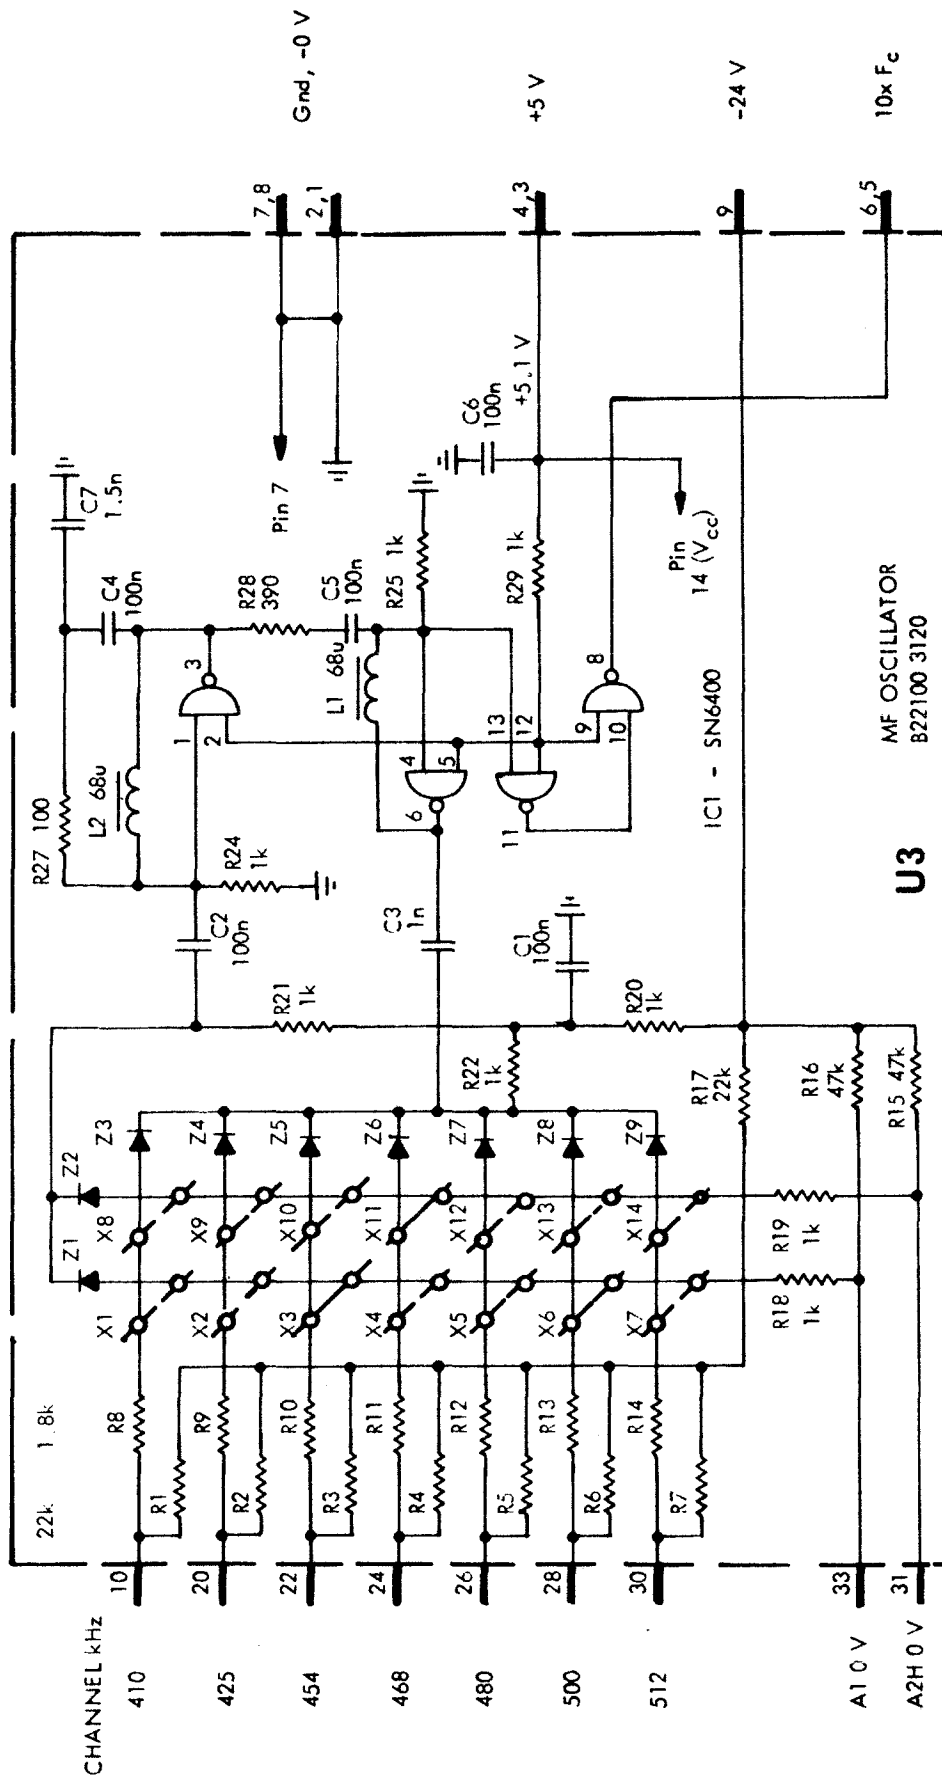 CHANNEL kHz
22k 1.8k
410
10
R8
R1
X1
X8
Z1
Z2
Z3
425
20
R9
R2
X2
X9
Z4
454
22
R10
R3
X3
X10
Z5
468
24
R11
R4
X4
X11
Z6
480
26
R12
R5
X5
X12
Z7
500
28
R13
R6
X6
X13
Z8
512
30
R14
R7
X7
X14
Z9
A1 0 V
33
A2H 0 V
31
R18
1k
R19
1k
R17
22k
R16
47k
R15 47k
R22
1k
R21
1k
R20
1k
C1
100n
C2
100n
C3
1n
R24
1k
R27 100
L2 68u
C7
1.5n
C4
100n
1
2
3
R28
390
C5
100n
L1 68u
R25 1k
4
5
6
13
12
11
R29 1k
9
10
8
C6
100n
+5.1 V
Pin 7
Pin
14 (Vcc)
IC1 - SN6400
7,8
2,1
Gnd, -0 V
4,3
+5 V
9
-24 V
6,5
10x Fc
MF OSCILLATOR
B22100 3120
U3